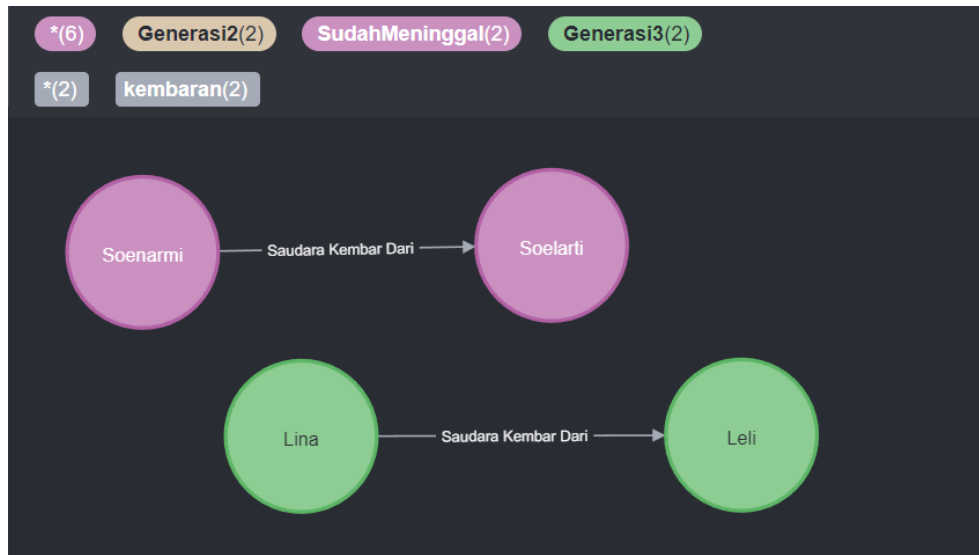 *(6) Generasi2(2) SudahMeninggal(2) Generasi3(2)
*(2) kembaran(2)
Soenarmi Saudara Kembar Dari Soelarti
Lina Saudara Kembar Dari Leli